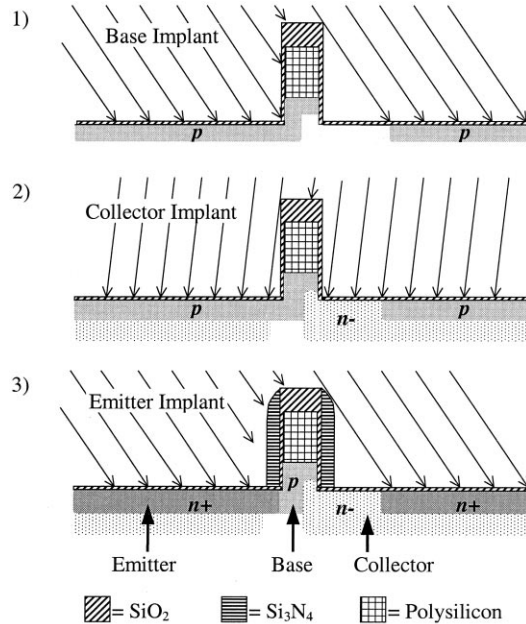 1)
Base Implant
p
p
2)
Collector Implant
p
n-
p
3)
Emitter Implant
p
n+
n-
n+
Emitter
Base
Collector
= SiO2
= Si3N4
= Polysilicon